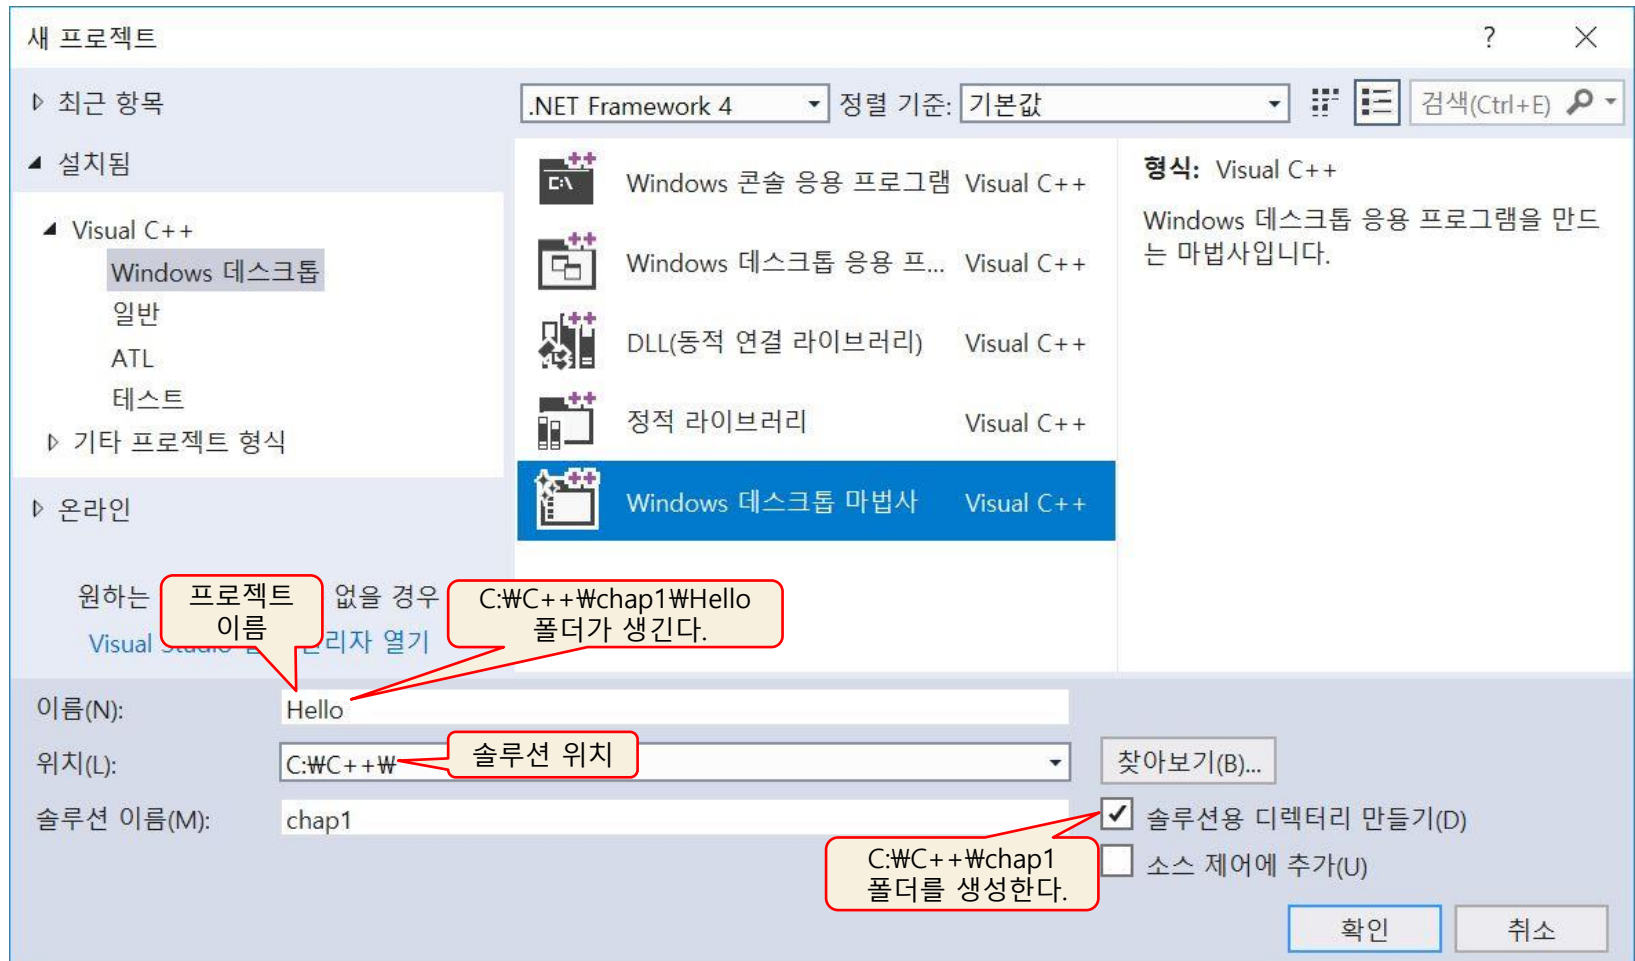 새 프로젝트
?
최근 항목
.NET Framework 4
정렬 기준:
기본값
검색(Ctrl+E)
설치됨
Visual C++
Windows 데스크톱
일반
ATL
테스트
기타 프로젝트 형식
온라인
Windows 콘솔 응용 프로그램 Visual C++
Windows 데스크톱 응용 프... Visual C++
DLL(동적 연결 라이브러리) Visual C++
정적 라이브러리 Visual C++
Windows 데스크톱 마법사 Visual C++
형식: Visual C++
Windows 데스크톱 응용 프로그램을 만드
는 마법사입니다.
원하는 없을 경우
Visual 열기
프로젝트
이름
C:₩C++₩chap1₩Hello
폴더가 생긴다.
이름(N):
Hello
위치(L):
C:₩C++₩
솔루션 위치
찾아보기(B)...
솔루션 이름(M):
chap1
솔루션용 디렉터리 만들기(D)
C:₩C++₩chap1
폴더를 생성한다.
소스 제어에 추가(U)
확인
취소